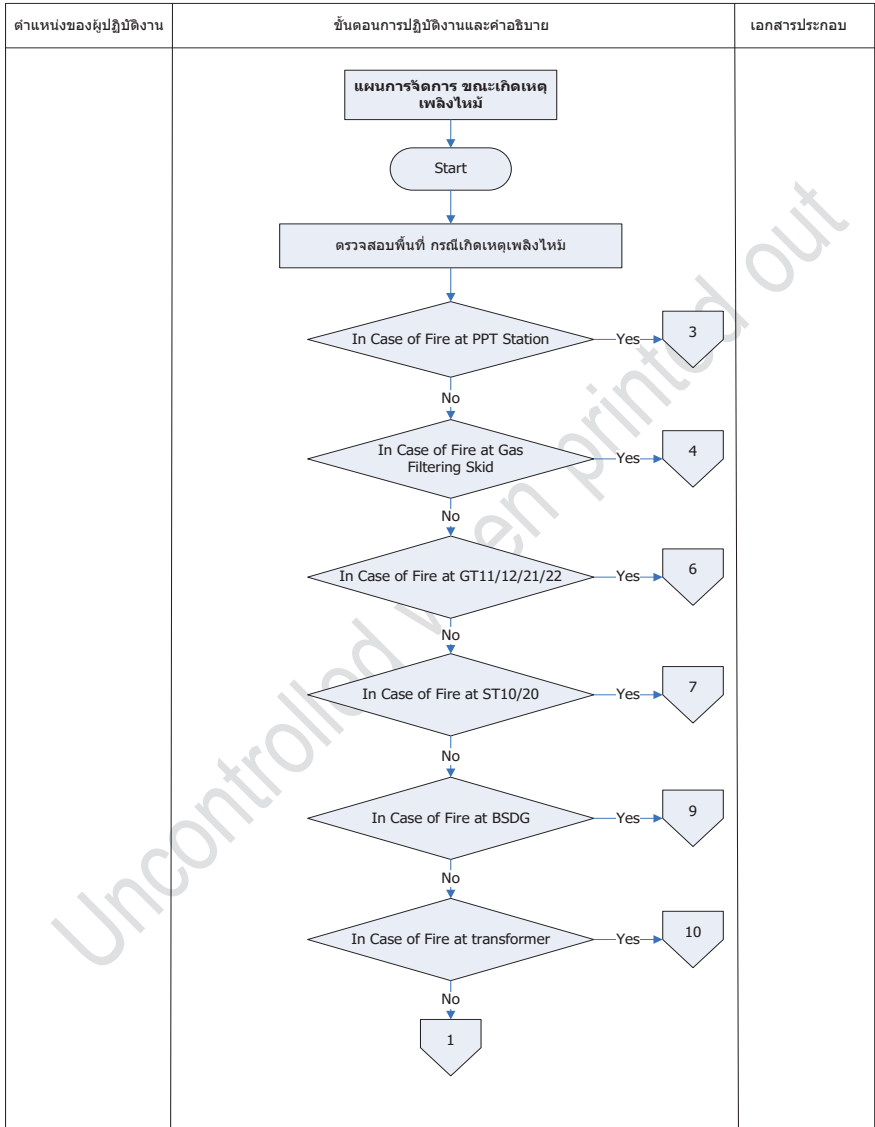 ตำแหน่งของผู้ปฏิบัติงาน
ขั้นตอนการปฏิบัติงานและคำอธิบาย
เอกสารประกอบ
แผนการจัดการ ขณะเกิดเหตุ
เพลิงไหม้
Start
ตรวจสอบพื้นที่ กรณีเกิดเหตุเพลิงไหม้
In Case of Fire at PPT Station
Yes
3
No
In Case of Fire at Gas
Filtering Skid
Yes
4
No
In Case of Fire at GT11/12/21/22
Yes
6
No
In Case of Fire at ST10/20
Yes
7
No
In Case of Fire at BSDG
Yes
9
No
In Case of Fire at transformer
Yes
10
No
1
Uncontrolled when printed out